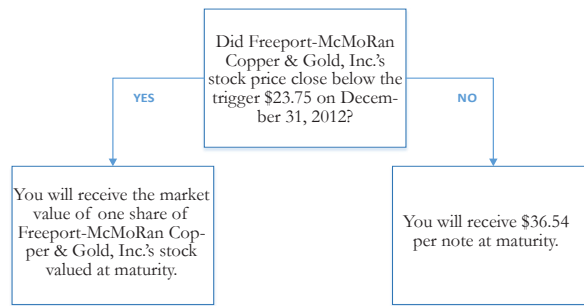 Did Freeport-McMoRan
Copper & Gold, Inc.'s
stock price close below the
trigger $23.75 on Decem-
ber 31, 2012?
YES
NO
You will receive the market
value of one share of
Freeport-McMoRan Cop-
per & Gold, Inc.'s stock
valued at maturity.
You will receive $36.54
per note at maturity.